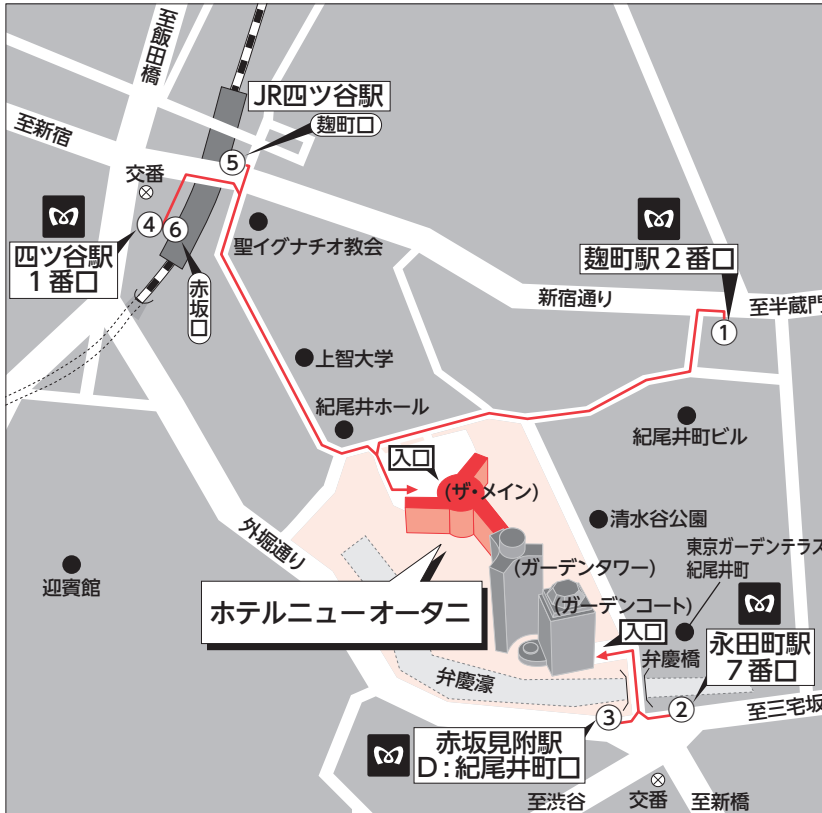 至飯田橋
JR四ツ谷駅
麹町口
至新宿
⑤
交番
④
⑥
四ツ谷駅
1番口
聖イグナチオ教会
赤坂口
麹町駅2番口
新宿通り
至半蔵門
①
上智大学
紀尾井ホール
紀尾井町ビル
入口
(ザ・メイン)
清水谷公園
外堀通り
東京ガーデンテラス
紀尾井町
迎賓館
(ガーデンタワー)
ホテルニューオータニ
(ガーデンコート)
入口
永田町駅
7番口
弁慶橋
弁慶濠
②
至三宅坂
③
赤坂見附駅
D:紀尾井町口
至渋谷
交番
至新橋